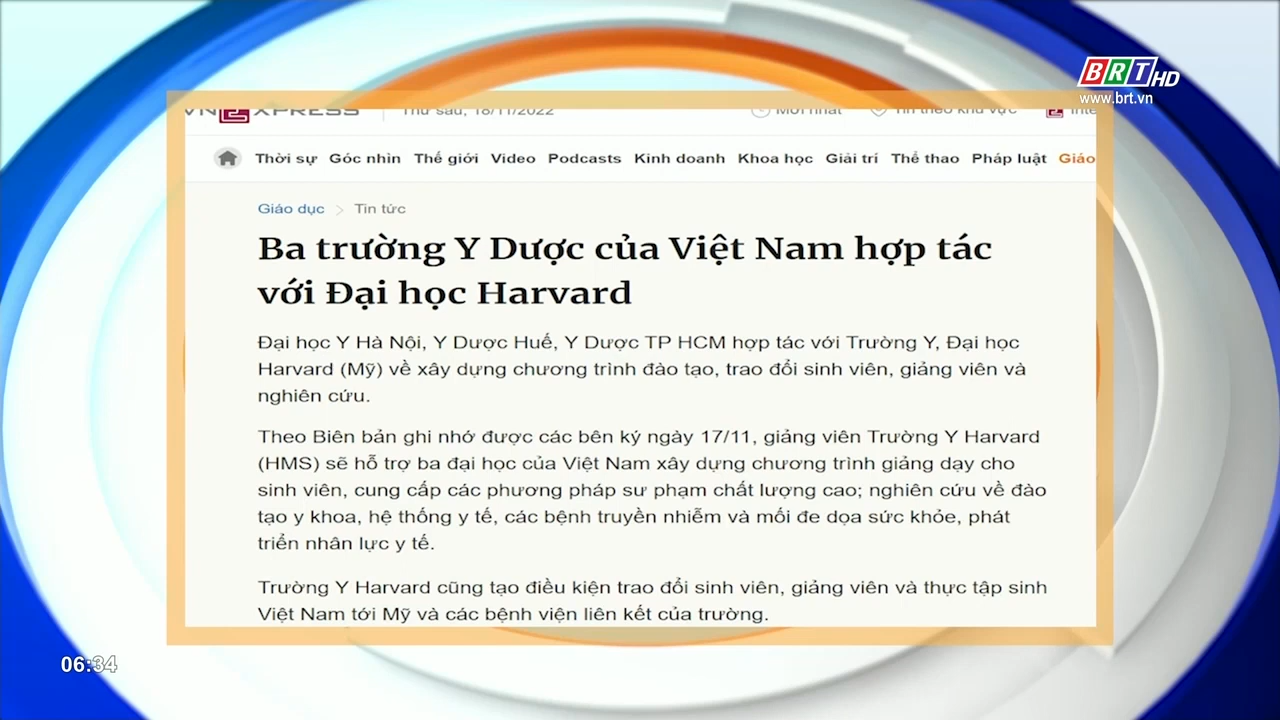 BRT HD
www.brt.vn
VNEXPRESS Thứ sáu, 18/11/2022 Mới nhất Tin theo khu vực
Thời sự Góc nhìn Thế giới Video Podcasts Kinh doanh Khoa học Giải trí Thể thao Pháp luật Giáo
Giáo dục > Tin tức
Ba trường Y Dược của Việt Nam hợp tác
với Đại học Harvard
Đại học Y Hà Nội, Y Dược Huế, Y Dược TP HCM hợp tác với Trường Y, Đại học
Harvard (Mỹ) về xây dựng chương trình đào tạo, trao đổi sinh viên, giảng viên và
nghiên cứu.
Theo Biên bản ghi nhớ được các bên ký ngày 17/11, giảng viên Trường Y Harvard
(HMS) sẽ hỗ trợ ba đại học của Việt Nam xây dựng chương trình giảng dạy cho
sinh viên, cung cấp các phương pháp sư phạm chất lượng cao; nghiên cứu về đào
tạo y khoa, hệ thống y tế, các bệnh truyền nhiễm và mối đe dọa sức khỏe, phát
triển nhân lực y tế.
Trường Y Harvard cũng tạo điều kiện trao đổi sinh viên, giảng viên và thực tập sinh
Việt Nam tới Mỹ và các bệnh viện liên kết của trường.
06:34